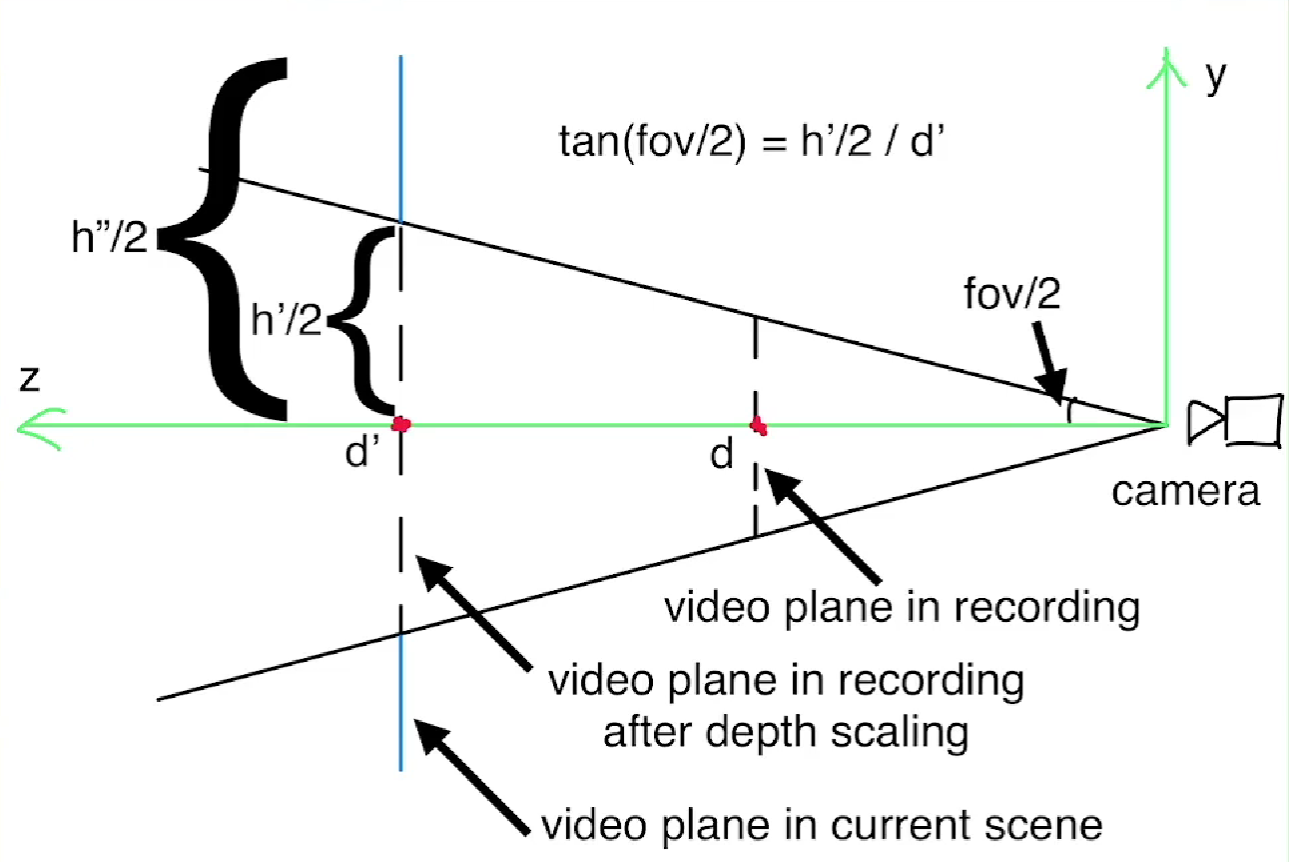 y
tan(fov/2) = h’/2 / d’
h”/2
fov/2
h’/2
z
d’
d
camera
video plane in recording
video plane in recording
after depth scaling
video plane in current scene